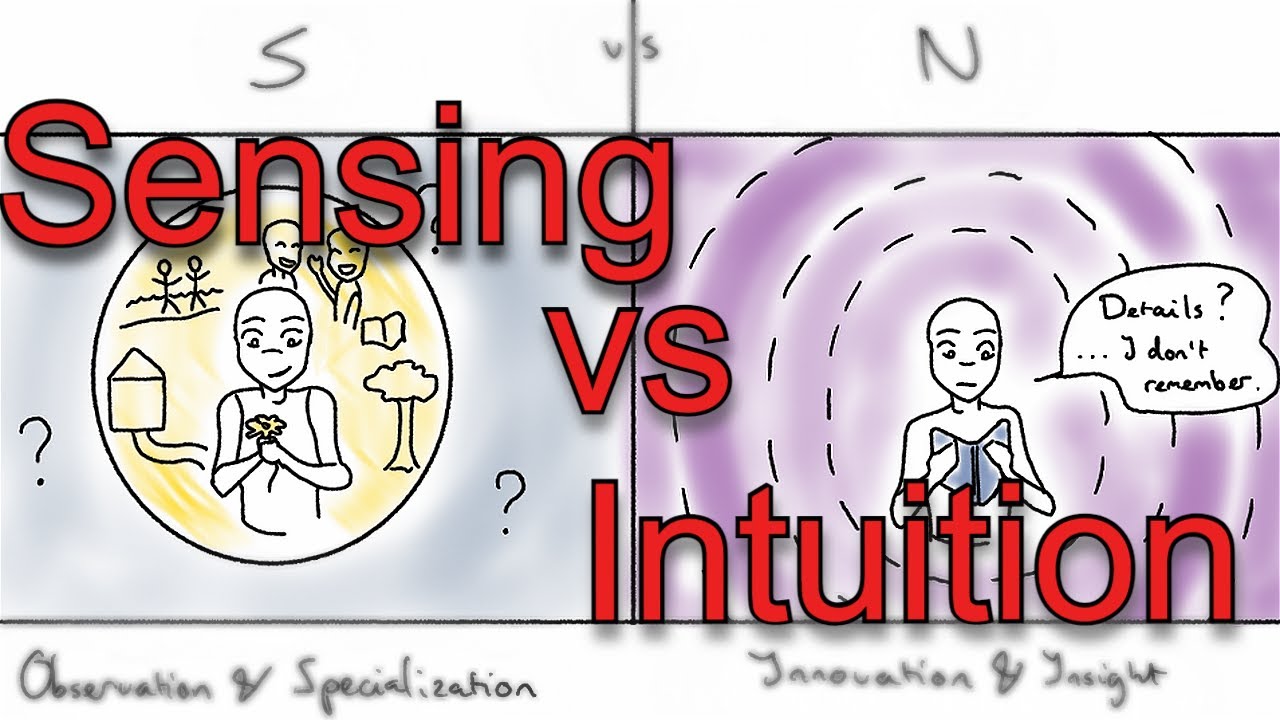 S vs N
Sensing
vs
Intuition
?
?
?
Details?
... I don't
remember.
Observation & Specialization
Innovation & Insight